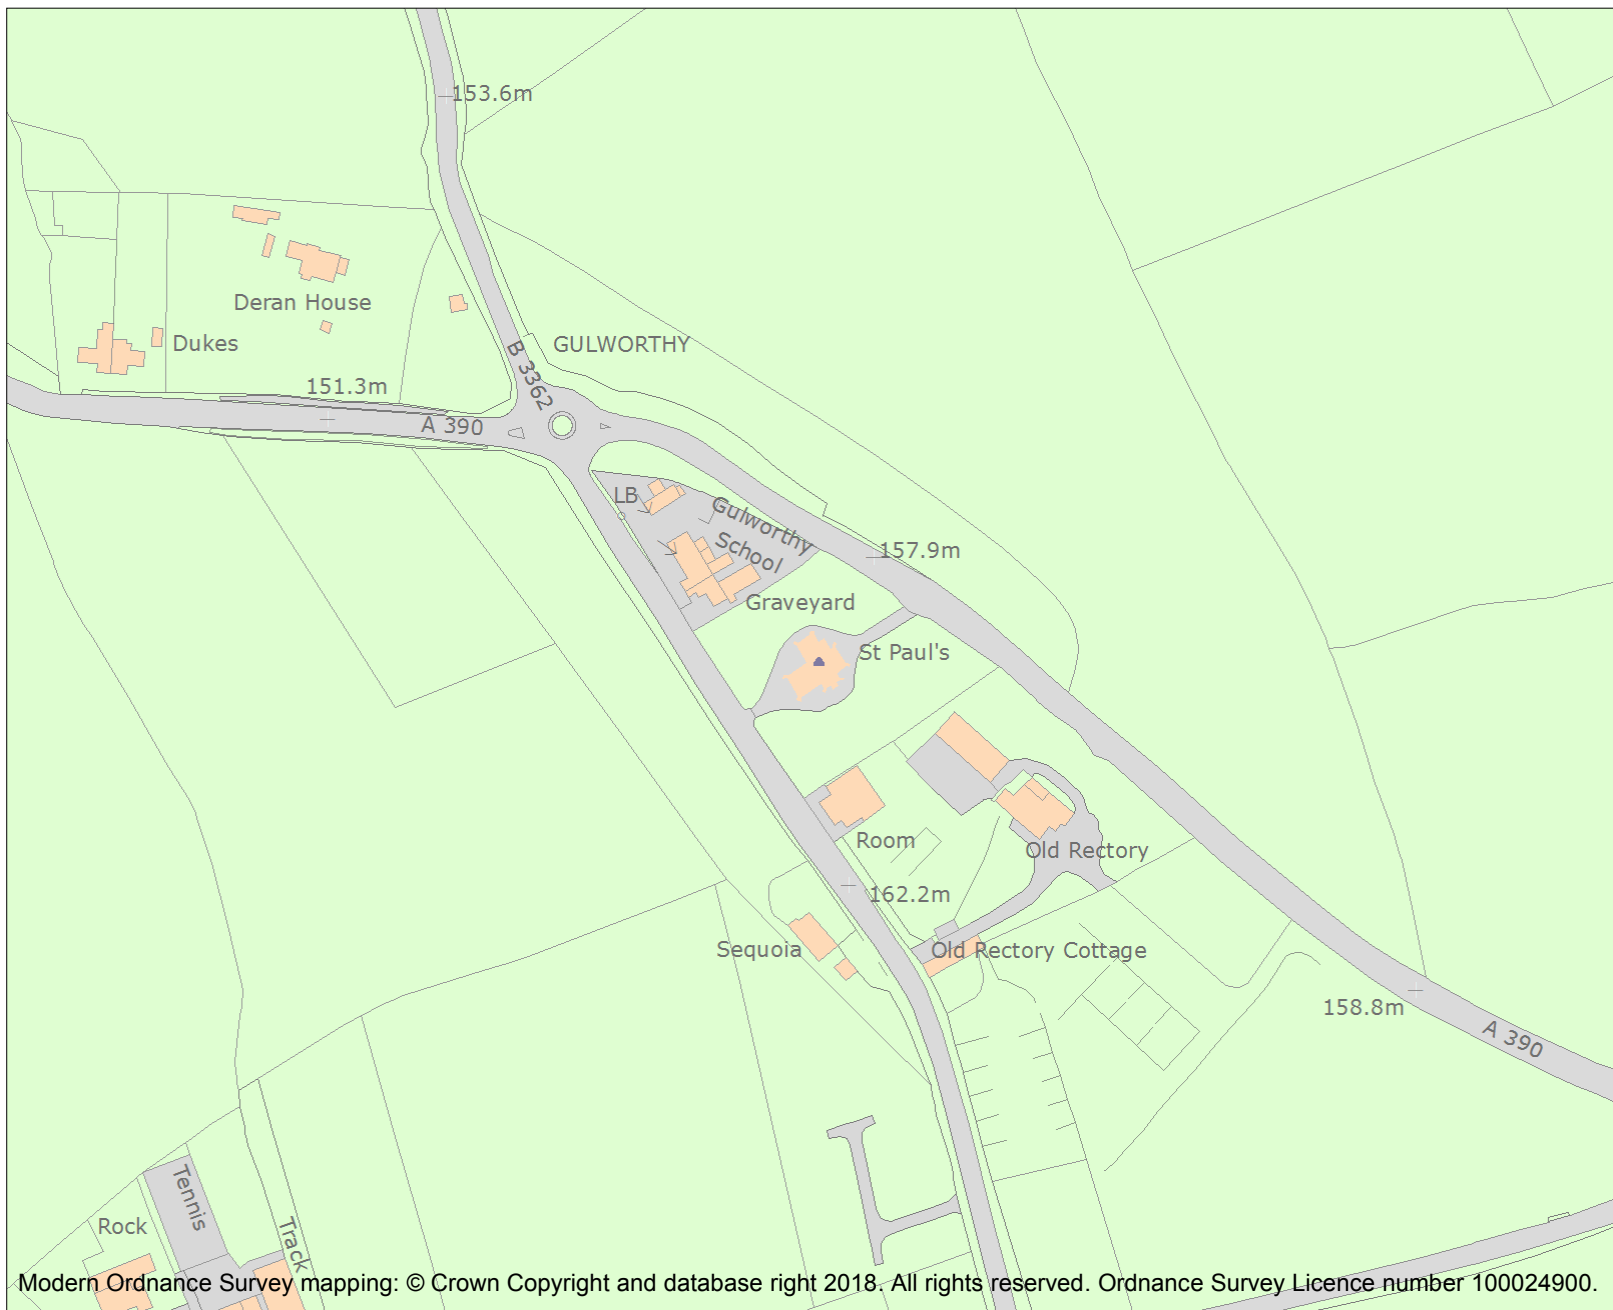 153.6m
Deran House
Dukes
151.3m
B 3362
GULWORTHY
A 390
LB
Gulworthy
School
157.9m
Graveyard
St Paul's
Room
Old Rectory
162.2m
Sequoia
Old Rectory Cottage
158.8m
A 390
Tennis
Rock
Track
Modern Ordnance Survey mapping: © Crown Copyright and database right 2018. All rights reserved. Ordnance Survey Licence number 100024900.